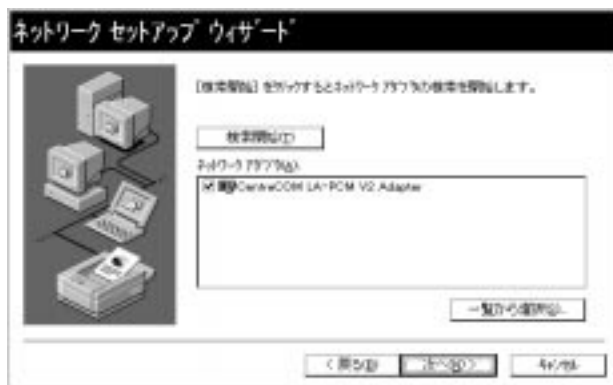 ネットワーク セットアップ ウィザード
[検索開始] をクリックするとネットワーク アダプタの検索を開始します。
検索開始(T)
ネットワーク アダプタ(A):
CentreCOM LA-PCM V2 Adapter
一覧から選択(S)...
< 戻る(B)
次へ(N) >
キャンセル